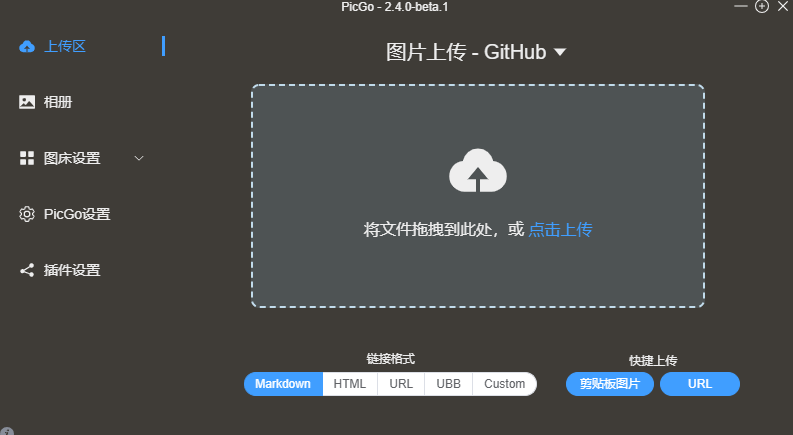 PicGo - 2.4.0-beta.1
上传区
相册
图床设置
PicGo设置
插件设置
图片上传 - GitHub
将文件拖拽到此处，或 点击上传
链接格式
Markdown HTML URL UBB Custom
快捷上传
剪贴板图片 URL